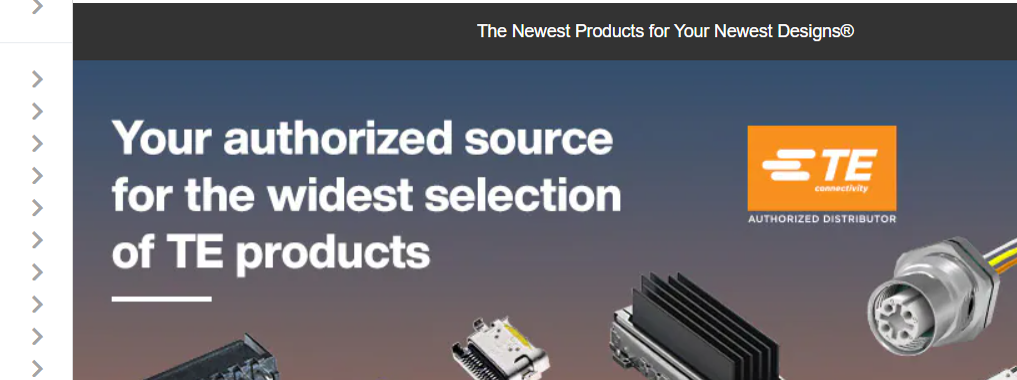 The Newest Products for Your Newest Designs®
Your authorized source
for the widest selection
of TE products
TE
connectivity
AUTHORIZED DISTRIBUTOR